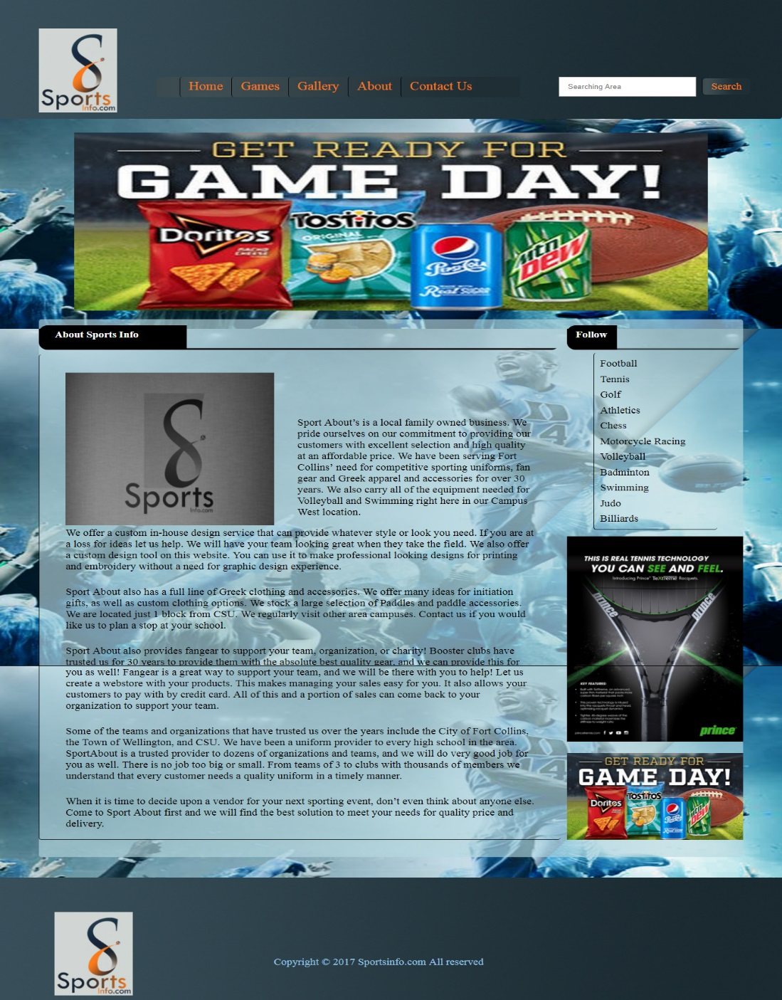 Sports
Info.com
Home
Games
Gallery
About
Contact Us
Searching Area
Search
GET READY FOR
GAME DAY!
Doritos
NACHO
CHEESE
TOSTITOS
ORIGINAL
Pepsi-Cola
MADE WITH
Real SUGAR
mtn
DEW
About Sports Info
Follow
Sports
Info.com
Sport About’s is a local family owned business. We
pride ourselves on our commitment to providing our
customers with excellent selection and high quality
at an affordable price. We have been serving Fort
Collins’ need for competitive sporting uniforms, fan
gear and Greek apparel and accessories for over 30
years. We also carry all of the equipment needed for
Volleyball and Swimming right here in our Campus
West location.
We offer a custom in-house design service that can provide whatever style or look you need. If you are at
a loss for ideas let us help. We will have your team looking great when they take the field. We also offer
a custom design tool on this website. You can use it to make professional looking designs for printing
and embroidery without a need for graphic design experience.
Sport About also has a full line of Greek clothing and accessories. We offer many ideas for initiation
gifts, as well as custom clothing options. We stock a large selection of Paddles and paddle accessories.
We are located just 1 block from CSU. We regularly visit other area campuses. Contact us if you would
like us to plan a stop at your school.
Sport About also provides fangear to support your team, organization, or charity! Booster clubs have
trusted us for 30 years to provide them with the absolute best quality gear, and we can provide this for
you as well! Fangear is a great way to support your team, and we will be there with you to help! Let us
create a webstore with your products. This makes managing your sales easy for you. It also allows your
customers to pay with by credit card. All of this and a portion of sales can come back to your
organization to support your team.
Some of the teams and organizations that have trusted us over the years include the City of Fort Collins,
the Town of Wellington, and CSU. We have been a uniform provider to every high school in the area.
SportAbout is a trusted provider to dozens of organizations and teams, and we will do very good job for
you as well. There is no job too big or small. From teams of 3 to clubs with thousands of members we
understand that every customer needs a quality uniform in a timely manner.
When it is time to decide upon a vendor for your next sporting event, don’t even think about anyone else.
Come to Sport About first and we will find the best solution to meet your needs for quality price and
delivery.
Football
Tennis
Golf
Athletics
Chess
Motorcycle Racing
Volleyball
Badminton
Swimming
Judo
Billiards
THIS IS REAL TENNIS TECHNOLOGY
YOU CAN SEE AND FEEL.
Introducing Prince® TeXtreme Racquets.
prince
prince
KEY FEATURES:
princetennis.com
prince
GET READY FOR
GAME DAY!
Doritos
TOSTITOS
mtn
DEW
Sports
Info.com
Copyright © 2017 Sportsinfo.com All reserved